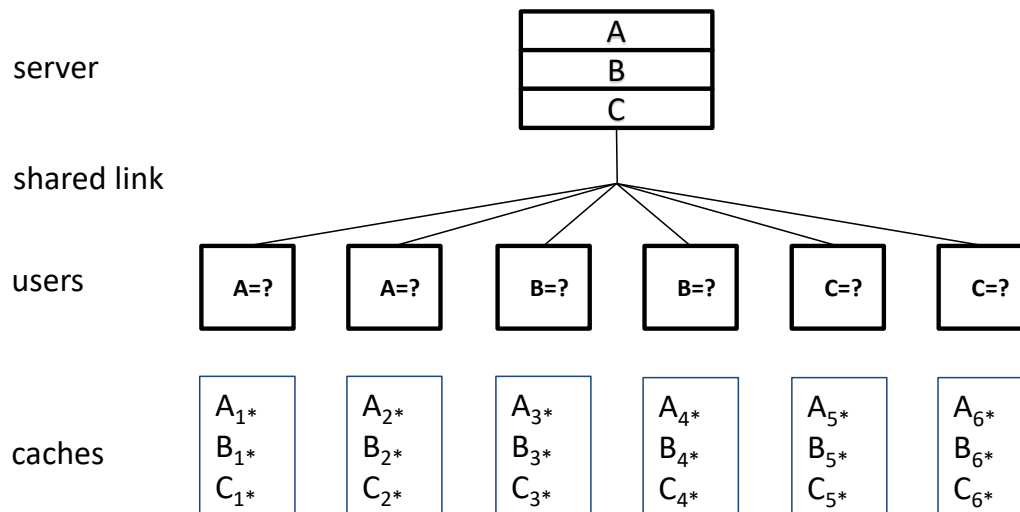 A
server
B
C
shared link
users
A=? A=? B=? B=? C=? C=?
A₁* A₂* A₃* A₄* A₅* A₆*
caches
B₁* B₂* B₃* B₄* B₅* B₆*
C₁* C₂* C₃* C₄* C₅* C₆*